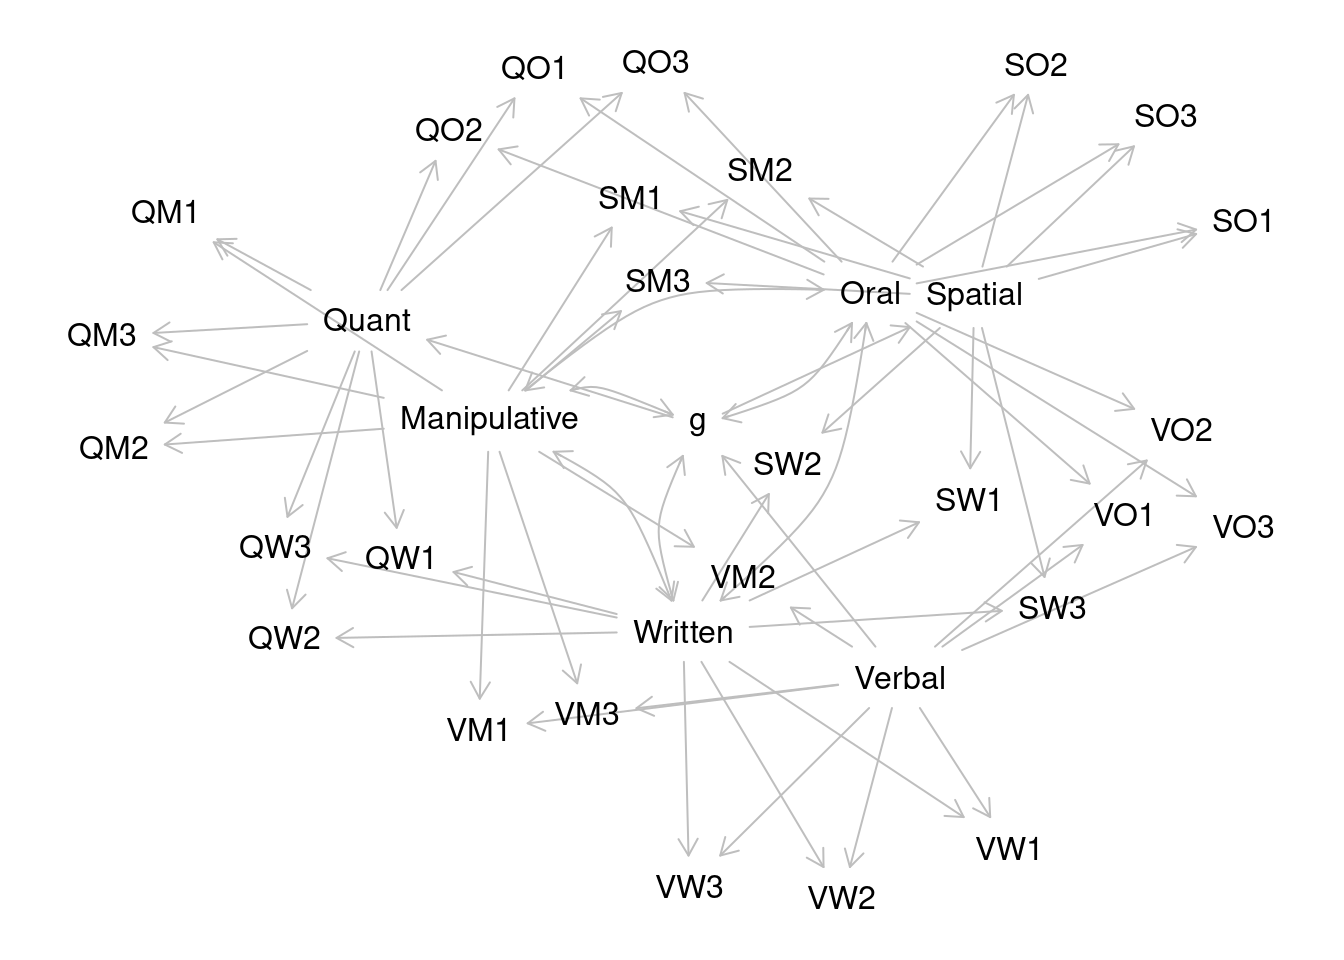 QO3
SO2
QO1
SO3
QO2
SM2
SM1
QM1
SO1
SM3
Oral
Spatial
Quant
QM3
Manipulative
g
VO2
QM2
SW2
SW1
VO1
VO3
QW3
QW1
VM2
SW3
Written
QW2
Verbal
VM3
VM1
VW1
VW3
VW2